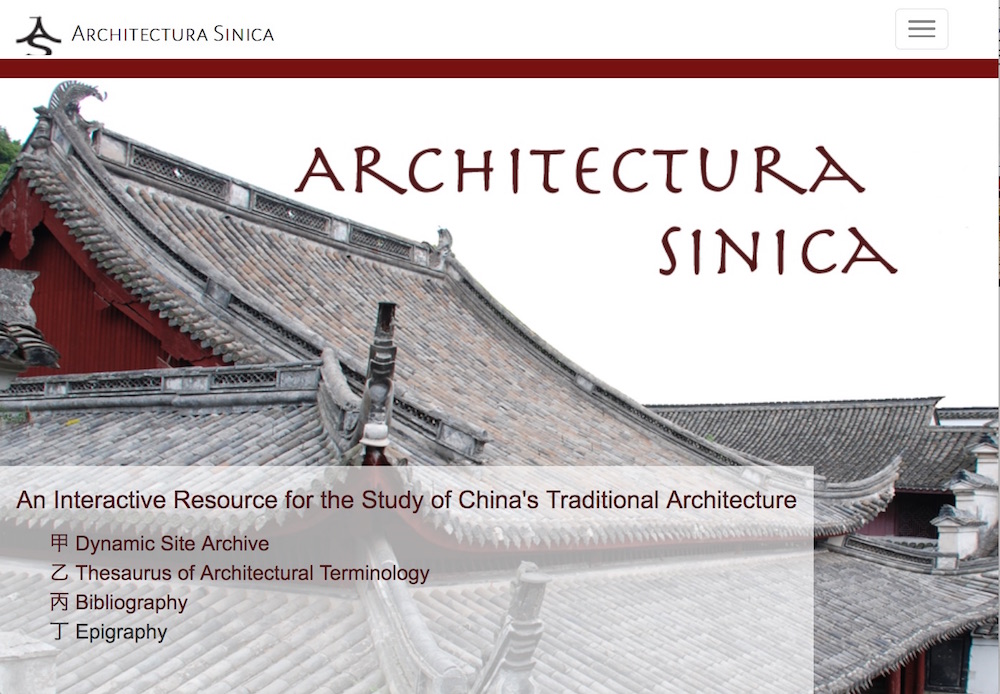 ARCHITECTURA SINICA
ARCHITECTURA
SINICA
An Interactive Resource for the Study of China's Traditional Architecture
甲 Dynamic Site Archive
乙 Thesaurus of Architectural Terminology
丙 Bibliography
丁 Epigraphy